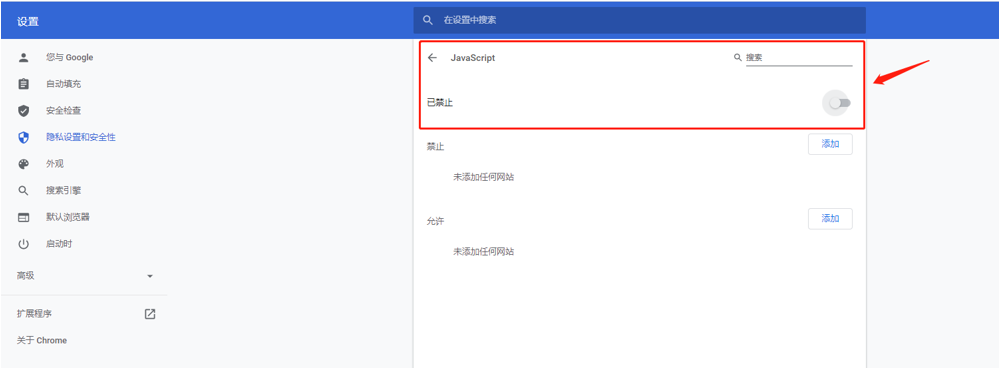 设置
在设置中搜索
您与 Google
自动填充
安全检查
隐私设置和安全性
外观
搜索引擎
默认浏览器
启动时
高级
扩展程序
关于 Chrome
JavaScript
搜索
已禁止
禁止
添加
未添加任何网站
允许
添加
未添加任何网站